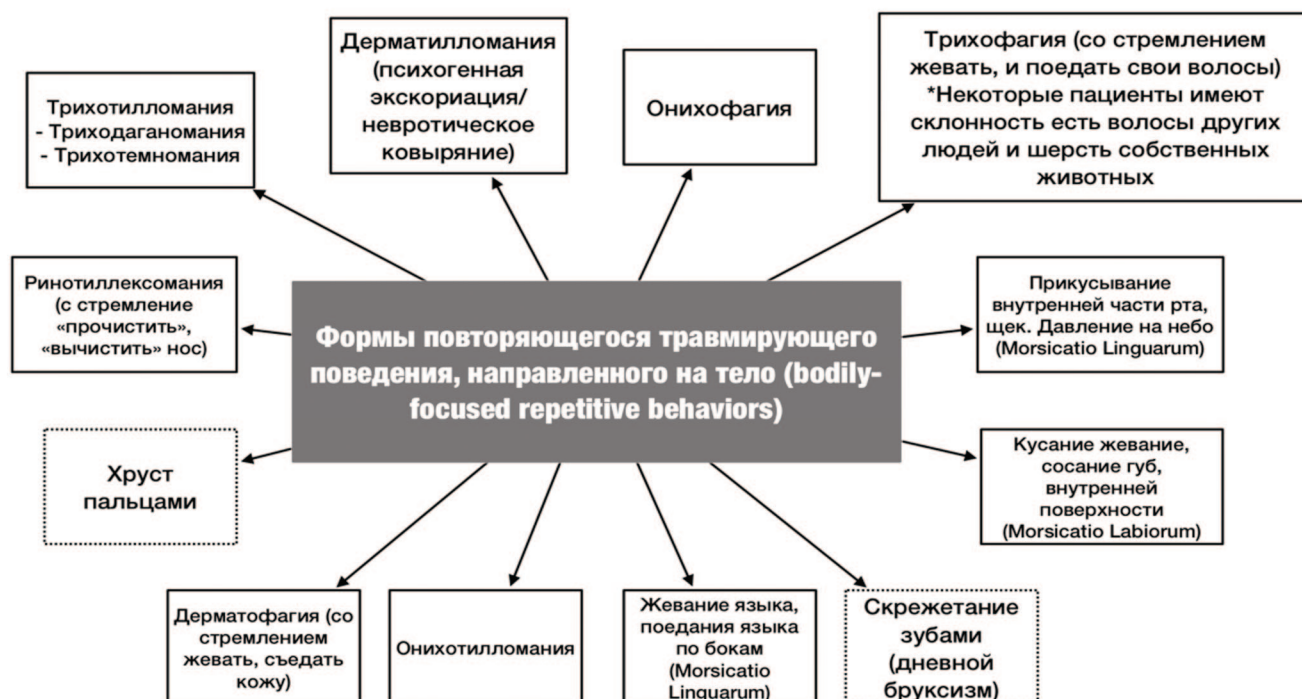 Трихотилломания
- Триходаганомания
- Трихотемномания
Дерматилломания
(психогенная
экскориация/
невротическое
ковыряние)
Онихофагия
Трихофагия (со стремлением
жевать, и поедать свои волосы)
*Некоторые пациенты имеют
склонность есть волосы других
людей и шерсть собственных
животных
Ринотиллексомания
(с стремление
«прочистить»,
«вычистить» нос)
Формы повторяющегося травмирующего
поведения, направленного на тело (bodily-
focused repetitive behaviors)
Прикусывание
внутренней части рта,
щек. Давление на небо
(Morsicatio Linguarum)
Хруст
пальцами
Кусание жевание,
сосание губ,
внутренней
поверхности
(Morsicatio Labiorum)
Дерматофагия (со
стремлением
жевать, съедать
кожу)
Онихотилломания
Жевание языка,
поедания языка
по бокам
(Morsicatio
Linguarum)
Скрежетание
зубами
(дневной
бруксизм)